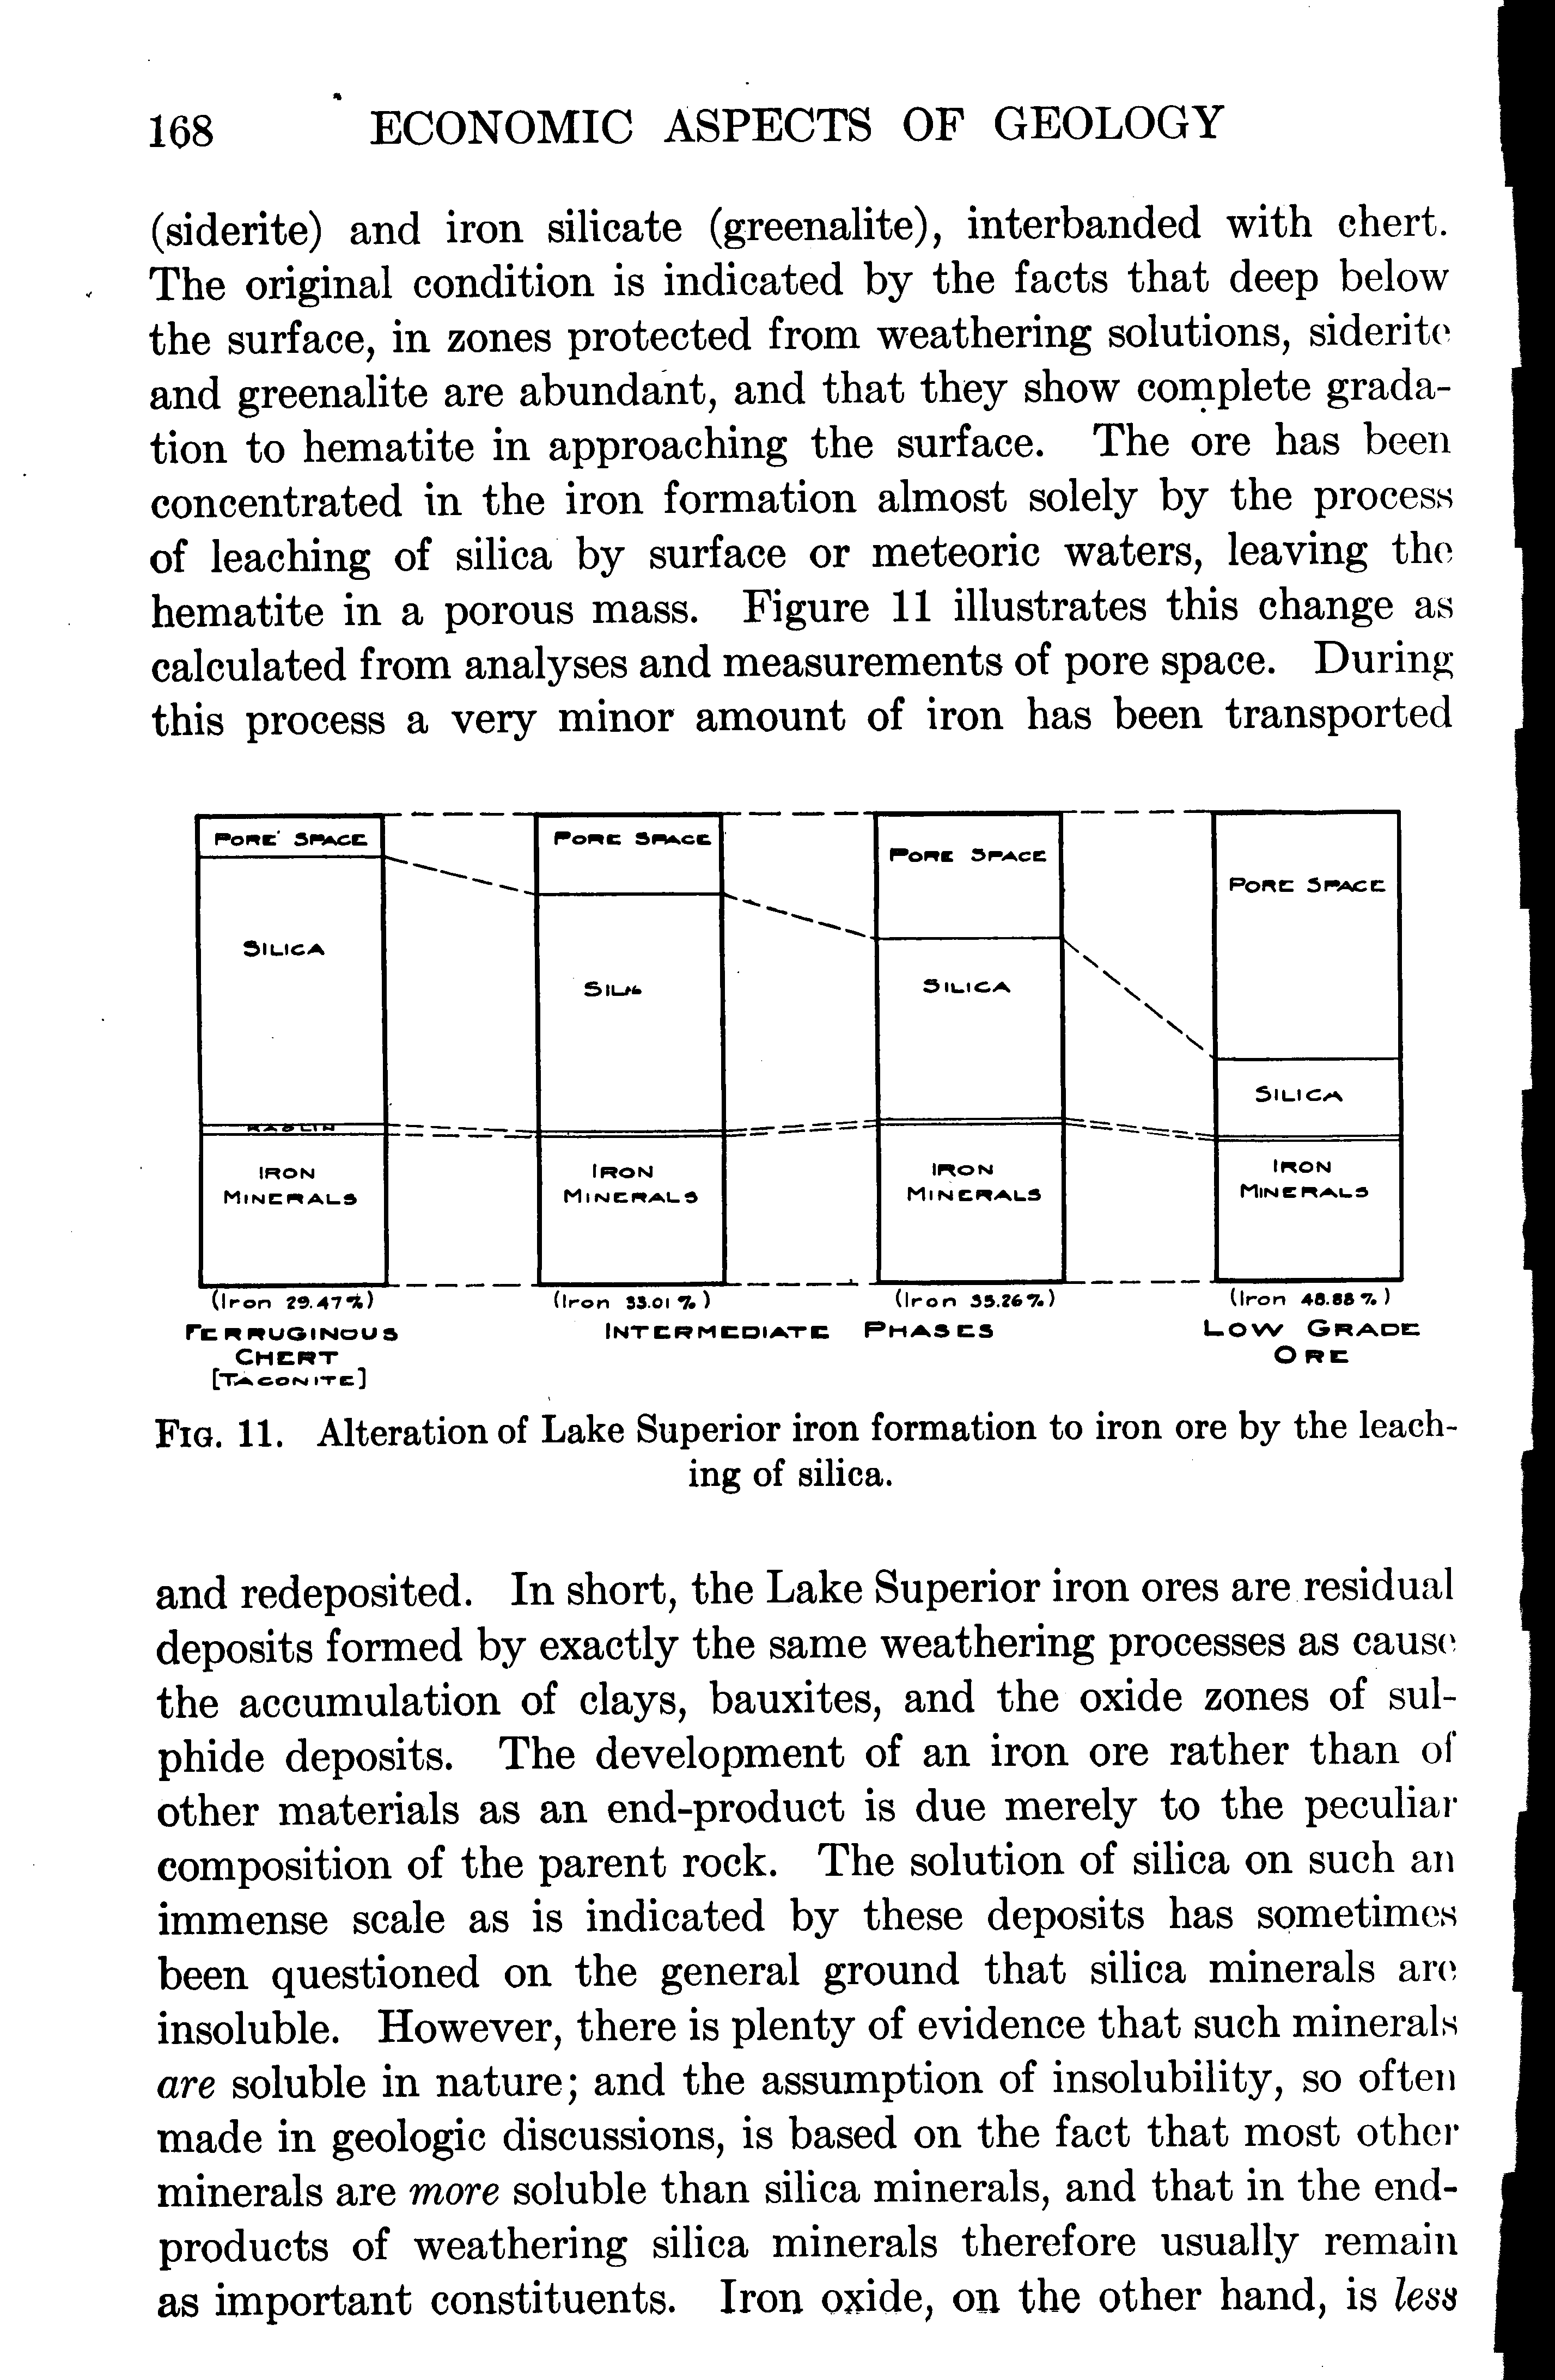 168 ECONOMIC ASPECTS OF GEOLOGY
(siderite) and iron silicate (greenalite), interbanded with chert.
The original condition is indicated by the facts that deep below
the surface, in zones protected from weathering solutions, siderite
and greenalite are abundant, and that they show complete grada-
tion to hematite in approaching the surface. The ore has been
concentrated in the iron formation almost solely by the process
of leaching of silica by surface or meteoric waters, leaving the
hematite in a porous mass. Figure 11 illustrates this change as
calculated from analyses and measurements of pore space. During
this process a very minor amount of iron has been transported
PORE SPACE
SILICA
KAOLIN
IRON
MINERALS
(Iron 29.47%)
FERRUGINOUS
CHERT
[TACONITE]
PORE SPACE
IRON
MINERALS
(Iron 33.01%)
PORE SPACE
SILICA
IRON
MINERALS
(Iron 35.26%)
INTERMEDIATE PHASES
PORE SPACE
SILICA
IRON
MINERALS
(Iron 48.88%)
LOW GRADE
ORE
FIG. 11. Alteration of Lake Superior iron formation to iron ore by the leach-
ing of silica.
and redeposited. In short, the Lake Superior iron ores are residual
deposits formed by exactly the same weathering processes as cause
the accumulation of clays, bauxites, and the oxide zones of sul-
phide deposits. The development of an iron ore rather than of
other materials as an end-product is due merely to the peculiar
composition of the parent rock. The solution of silica on such an
immense scale as is indicated by these deposits has sometimes
been questioned on the general ground that silica minerals are
insoluble. However, there is plenty of evidence that such minerals
are soluble in nature; and the assumption of insolubility, so often
made in geologic discussions, is based on the fact that most other
minerals are more soluble than silica minerals, and that in the end-
products of weathering silica minerals therefore usually remain
as important constituents. Iron oxide, on the other hand, is less